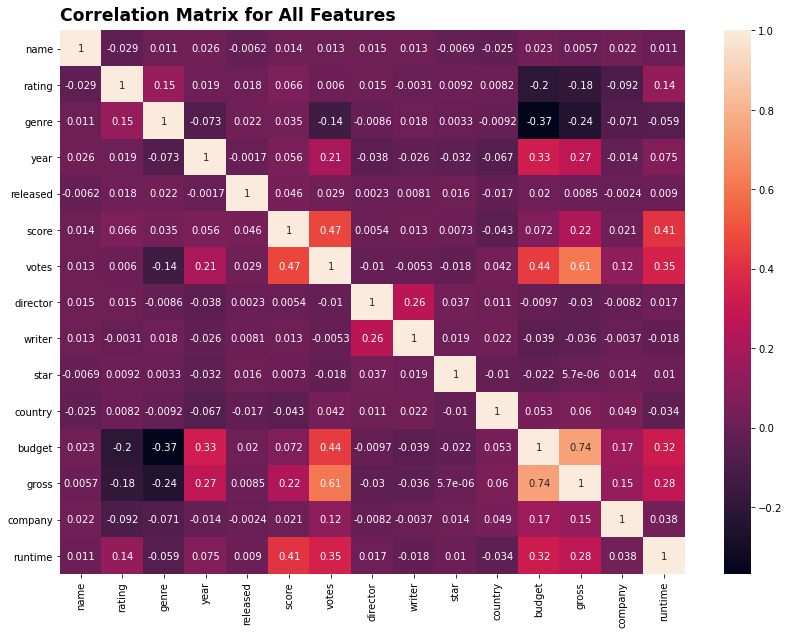 Correlation Matrix for All Features
name 1 -0.029 0.011 0.026 -0.0062 0.014 0.013 0.015 0.013 -0.0069 -0.025 0.023 0.0057 0.022 0.011
rating -0.029 1 0.15 0.019 0.018 0.066 0.006 0.015 -0.0031 0.0092 0.0082 -0.2 -0.18 -0.092 0.14
genre 0.011 0.15 1 -0.073 0.022 0.035 -0.14 -0.0086 0.018 0.0033 -0.0092 -0.37 -0.24 -0.071 -0.059
year 0.026 0.019 -0.073 1 -0.0017 0.056 0.21 -0.038 -0.026 -0.032 -0.067 0.33 0.27 -0.014 0.075
released -0.0062 0.018 0.022 -0.0017 1 0.046 0.029 0.0023 0.0081 0.016 -0.017 0.02 0.0085 -0.0024 0.009
score 0.014 0.066 0.035 0.056 0.046 1 0.47 0.0054 0.013 0.0073 -0.043 0.072 0.22 0.021 0.41
votes 0.013 0.006 -0.14 0.21 0.029 0.47 1 -0.01 -0.0053 -0.018 0.042 0.44 0.61 0.12 0.35
director 0.015 0.015 -0.0086 -0.038 0.0023 0.0054 -0.01 1 0.26 0.037 0.011 -0.0097 -0.03 -0.0082 0.017
writer 0.013 -0.0031 0.018 -0.026 0.0081 0.013 -0.0053 0.26 1 0.019 0.022 -0.039 -0.036 -0.0037 -0.018
star -0.0069 0.0092 0.0033 -0.032 0.016 0.0073 -0.018 0.037 0.019 1 -0.01 -0.022 5.7e-06 0.014 0.01
country -0.025 0.0082 -0.0092 -0.067 -0.017 -0.043 0.042 0.011 0.022 -0.01 1 0.053 0.06 0.049 -0.034
budget 0.023 -0.2 -0.37 0.33 0.02 0.072 0.44 -0.0097 -0.039 -0.022 0.053 1 0.74 0.17 0.32
gross 0.0057 -0.18 -0.24 0.27 0.0085 0.22 0.61 -0.03 -0.036 5.7e-06 0.06 0.74 1 0.15 0.28
company 0.022 -0.092 -0.071 -0.014 -0.0024 0.021 0.12 -0.0082 -0.0037 0.014 0.049 0.17 0.15 1 0.038
runtime 0.011 0.14 -0.059 0.075 0.009 0.41 0.35 0.017 -0.018 0.01 -0.034 0.32 0.28 0.038 1
name rating genre year released score votes director writer star country budget gross company runtime
1.0
0.8
0.6
0.4
0.2
0.0
−0.2